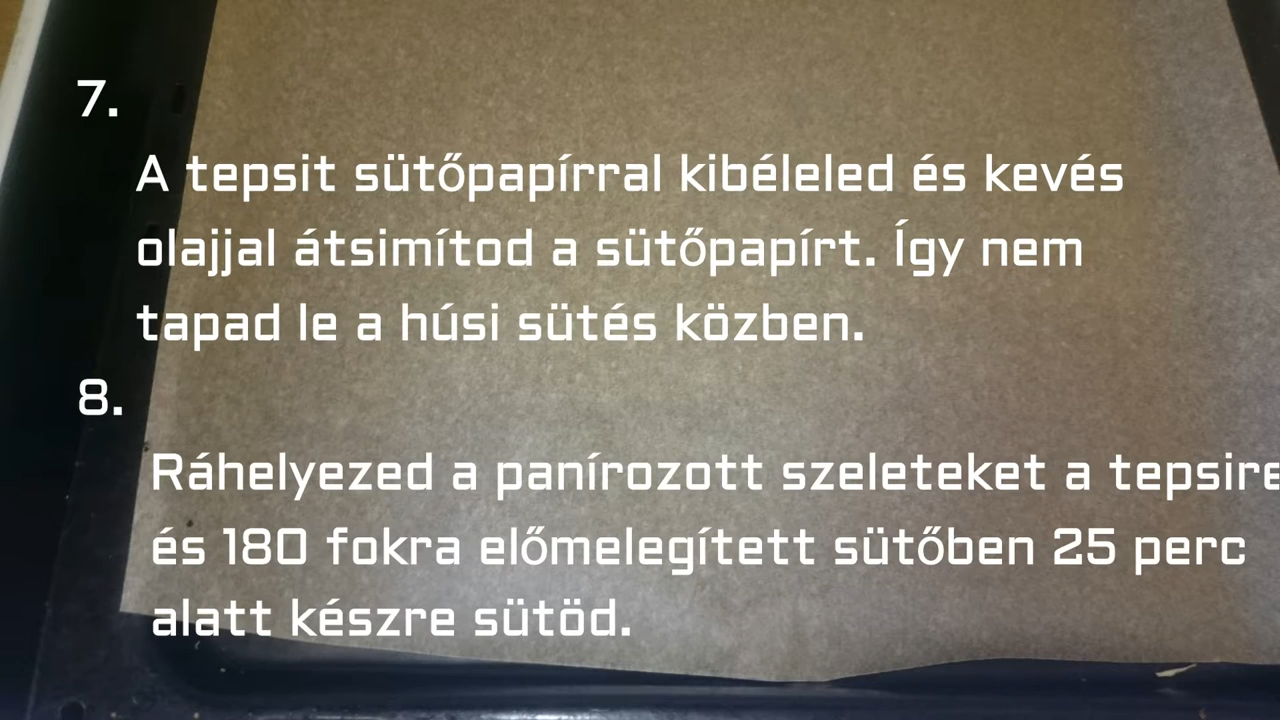 7.
A tepsit sütőpapírral kibéleled és kevés
olajjal átsimítod a sütőpapírt. Így nem
tapad le a húsi sütés közben.
8.
Ráhelyezed a panírozott szeleteket a tepsire
és 180 fokra előmelegített sütőben 25 perc
alatt készre sütöd.